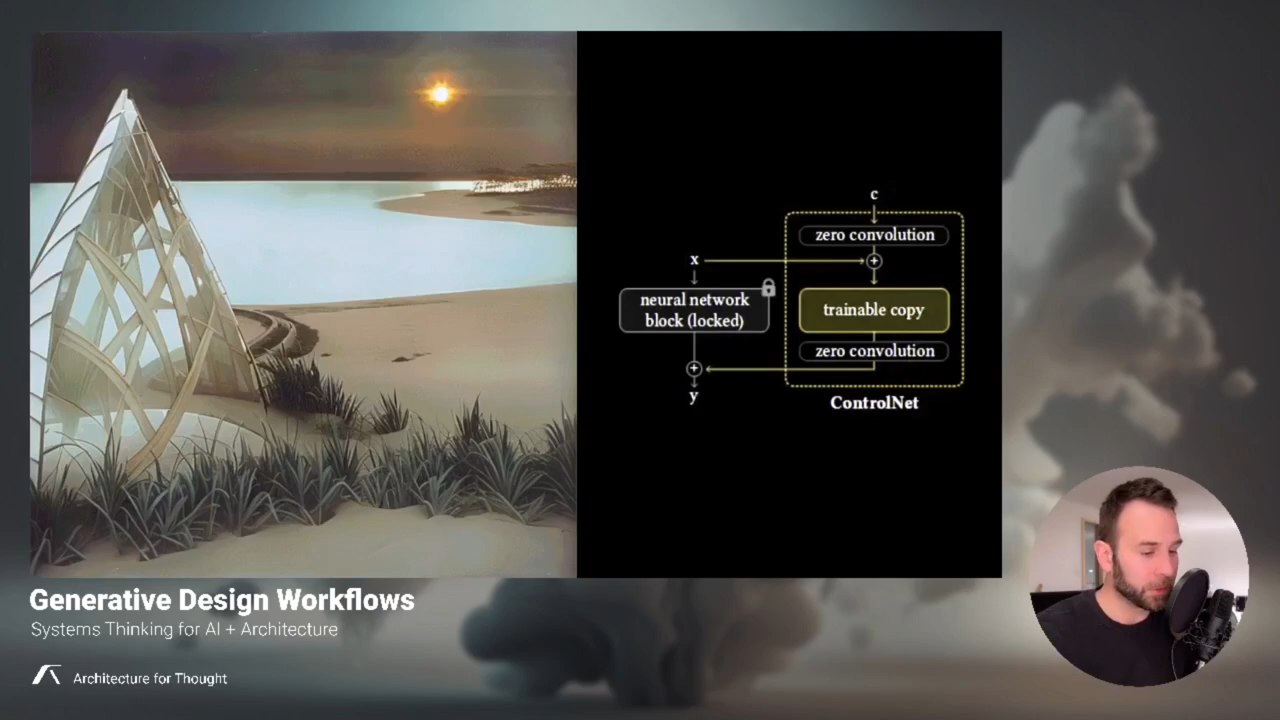 c
zero convolution
x
+
neural network
block (locked)
trainable copy
zero convolution
+
y
ControlNet
Generative Design Workflows
Systems Thinking for AI + Architecture
Architecture for Thought